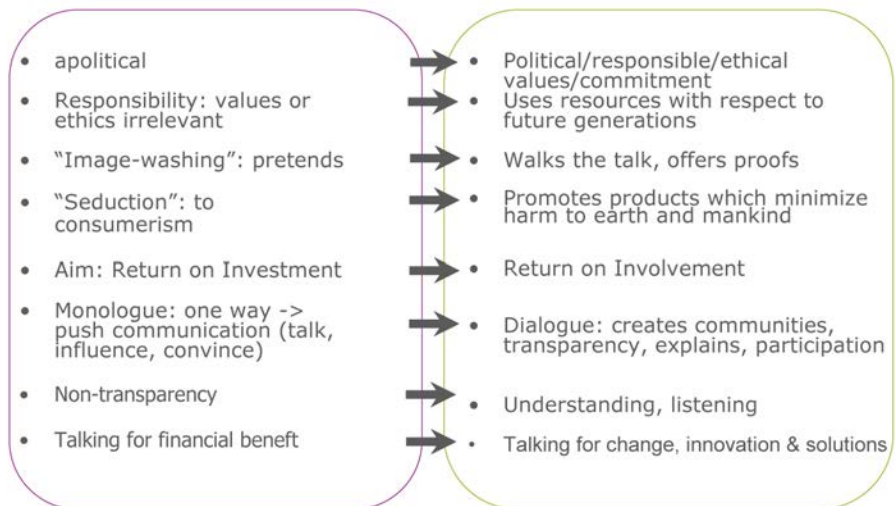 • apolitical
• Responsibility: values or
ethics irrelevant
• “Image-washing”: pretends
• “Seduction”: to
consumerism
• Aim: Return on Investment
• Monologue: one way ->
push communication (talk,
influence, convince)
• Non-transparency
• Talking for financial beneft
• Political/responsible/ethical
values/commitment
• Uses resources with respect to
future generations
• Walks the talk, offers proofs
• Promotes products which minimize
harm to earth and mankind
• Return on Involvement
• Dialogue: creates communities,
transparency, explains, participation
• Understanding, listening
• Talking for change, innovation & solutions